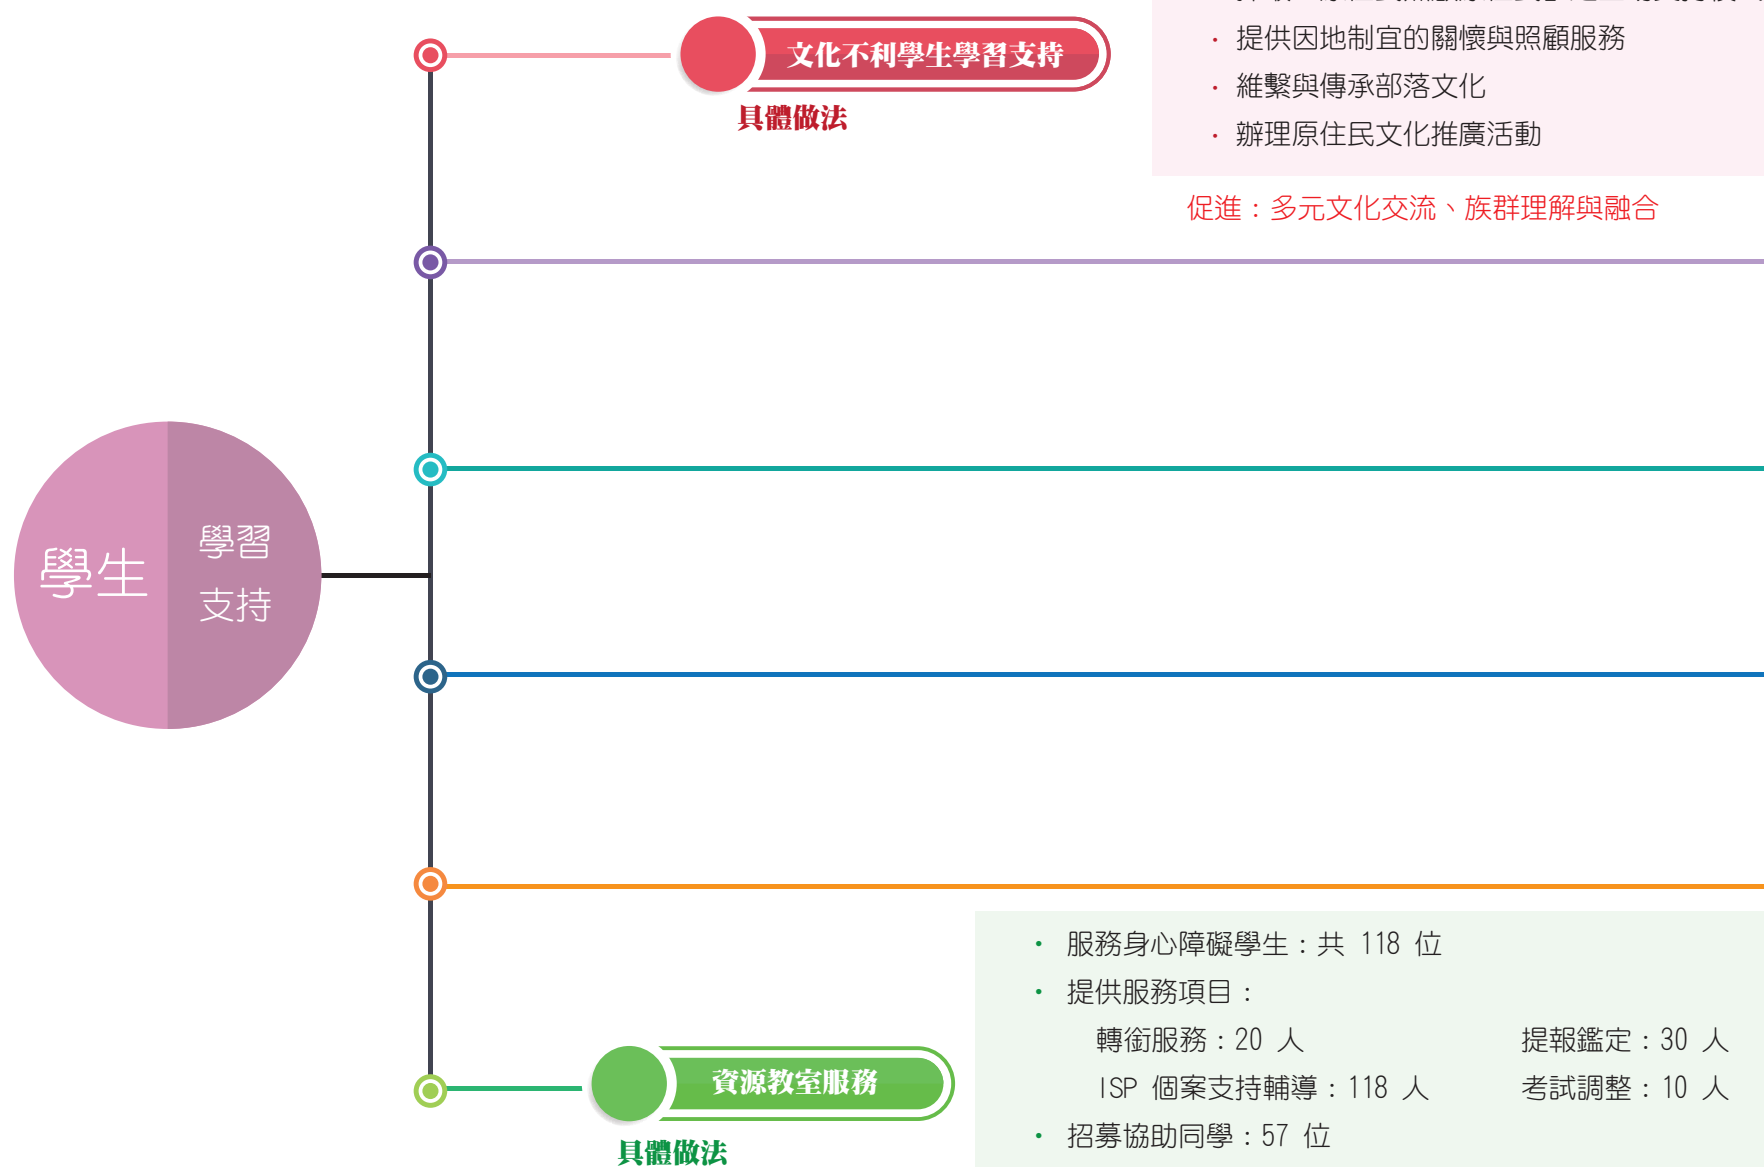 文化不利學生學習支持
具體做法
· 提供因地制宜的關懷與照顧服務
· 維繫與傳承部落文化
· 辦理原住民文化推廣活動
促進：多元文化交流、族群理解與融合
學生
學習
支持
· 服務身心障礙學生：共 118 位
· 提供服務項目：
轉銜服務：20 人 提報鑑定：30 人
ISP 個案支持輔導：118 人 考試調整：10 人
· 招募協助同學：57 位
資源教室服務
具體做法